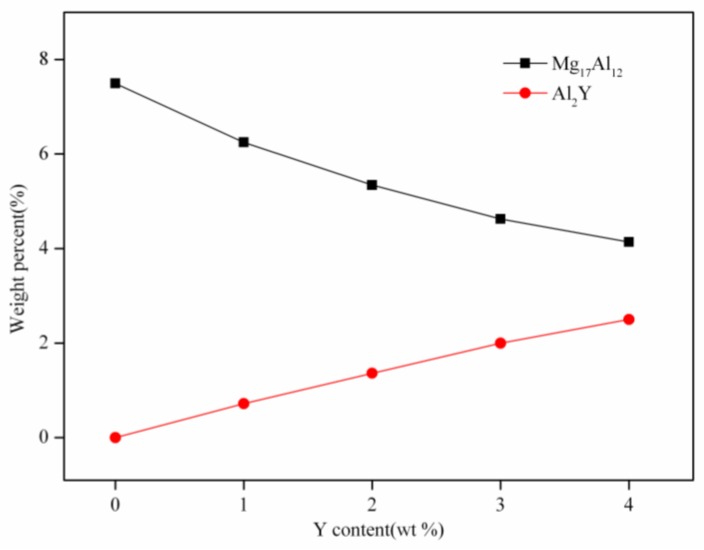 Mg₁₇Al₁₂
Al₂Y
8
6
4
2
0
Weight percent(%)
0 1 2 3 4
Y content(wt %)